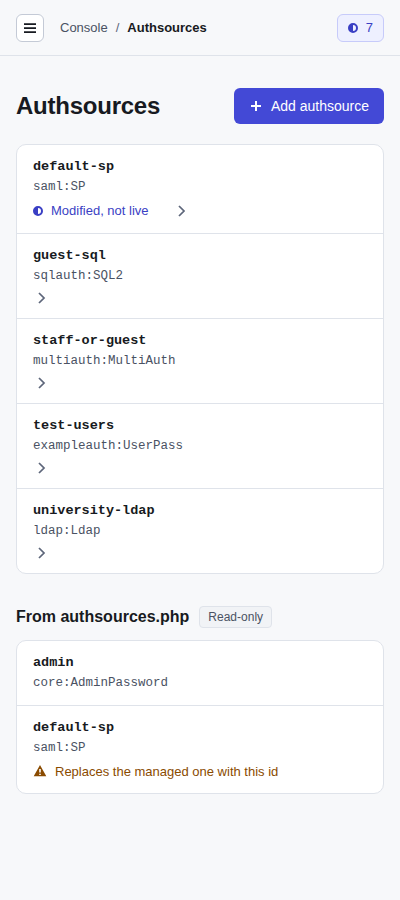 Console / Authsources
7
Authsources
Add authsource
default-sp
saml:SP
Modified, not live
guest-sql
sqlauth:SQL2
staff-or-guest
multiauth:MultiAuth
test-users
exampleauth:UserPass
university-ldap
ldap:Ldap
From authsources.php
Read-only
admin
core:AdminPassword
default-sp
saml:SP
Replaces the managed one with this id